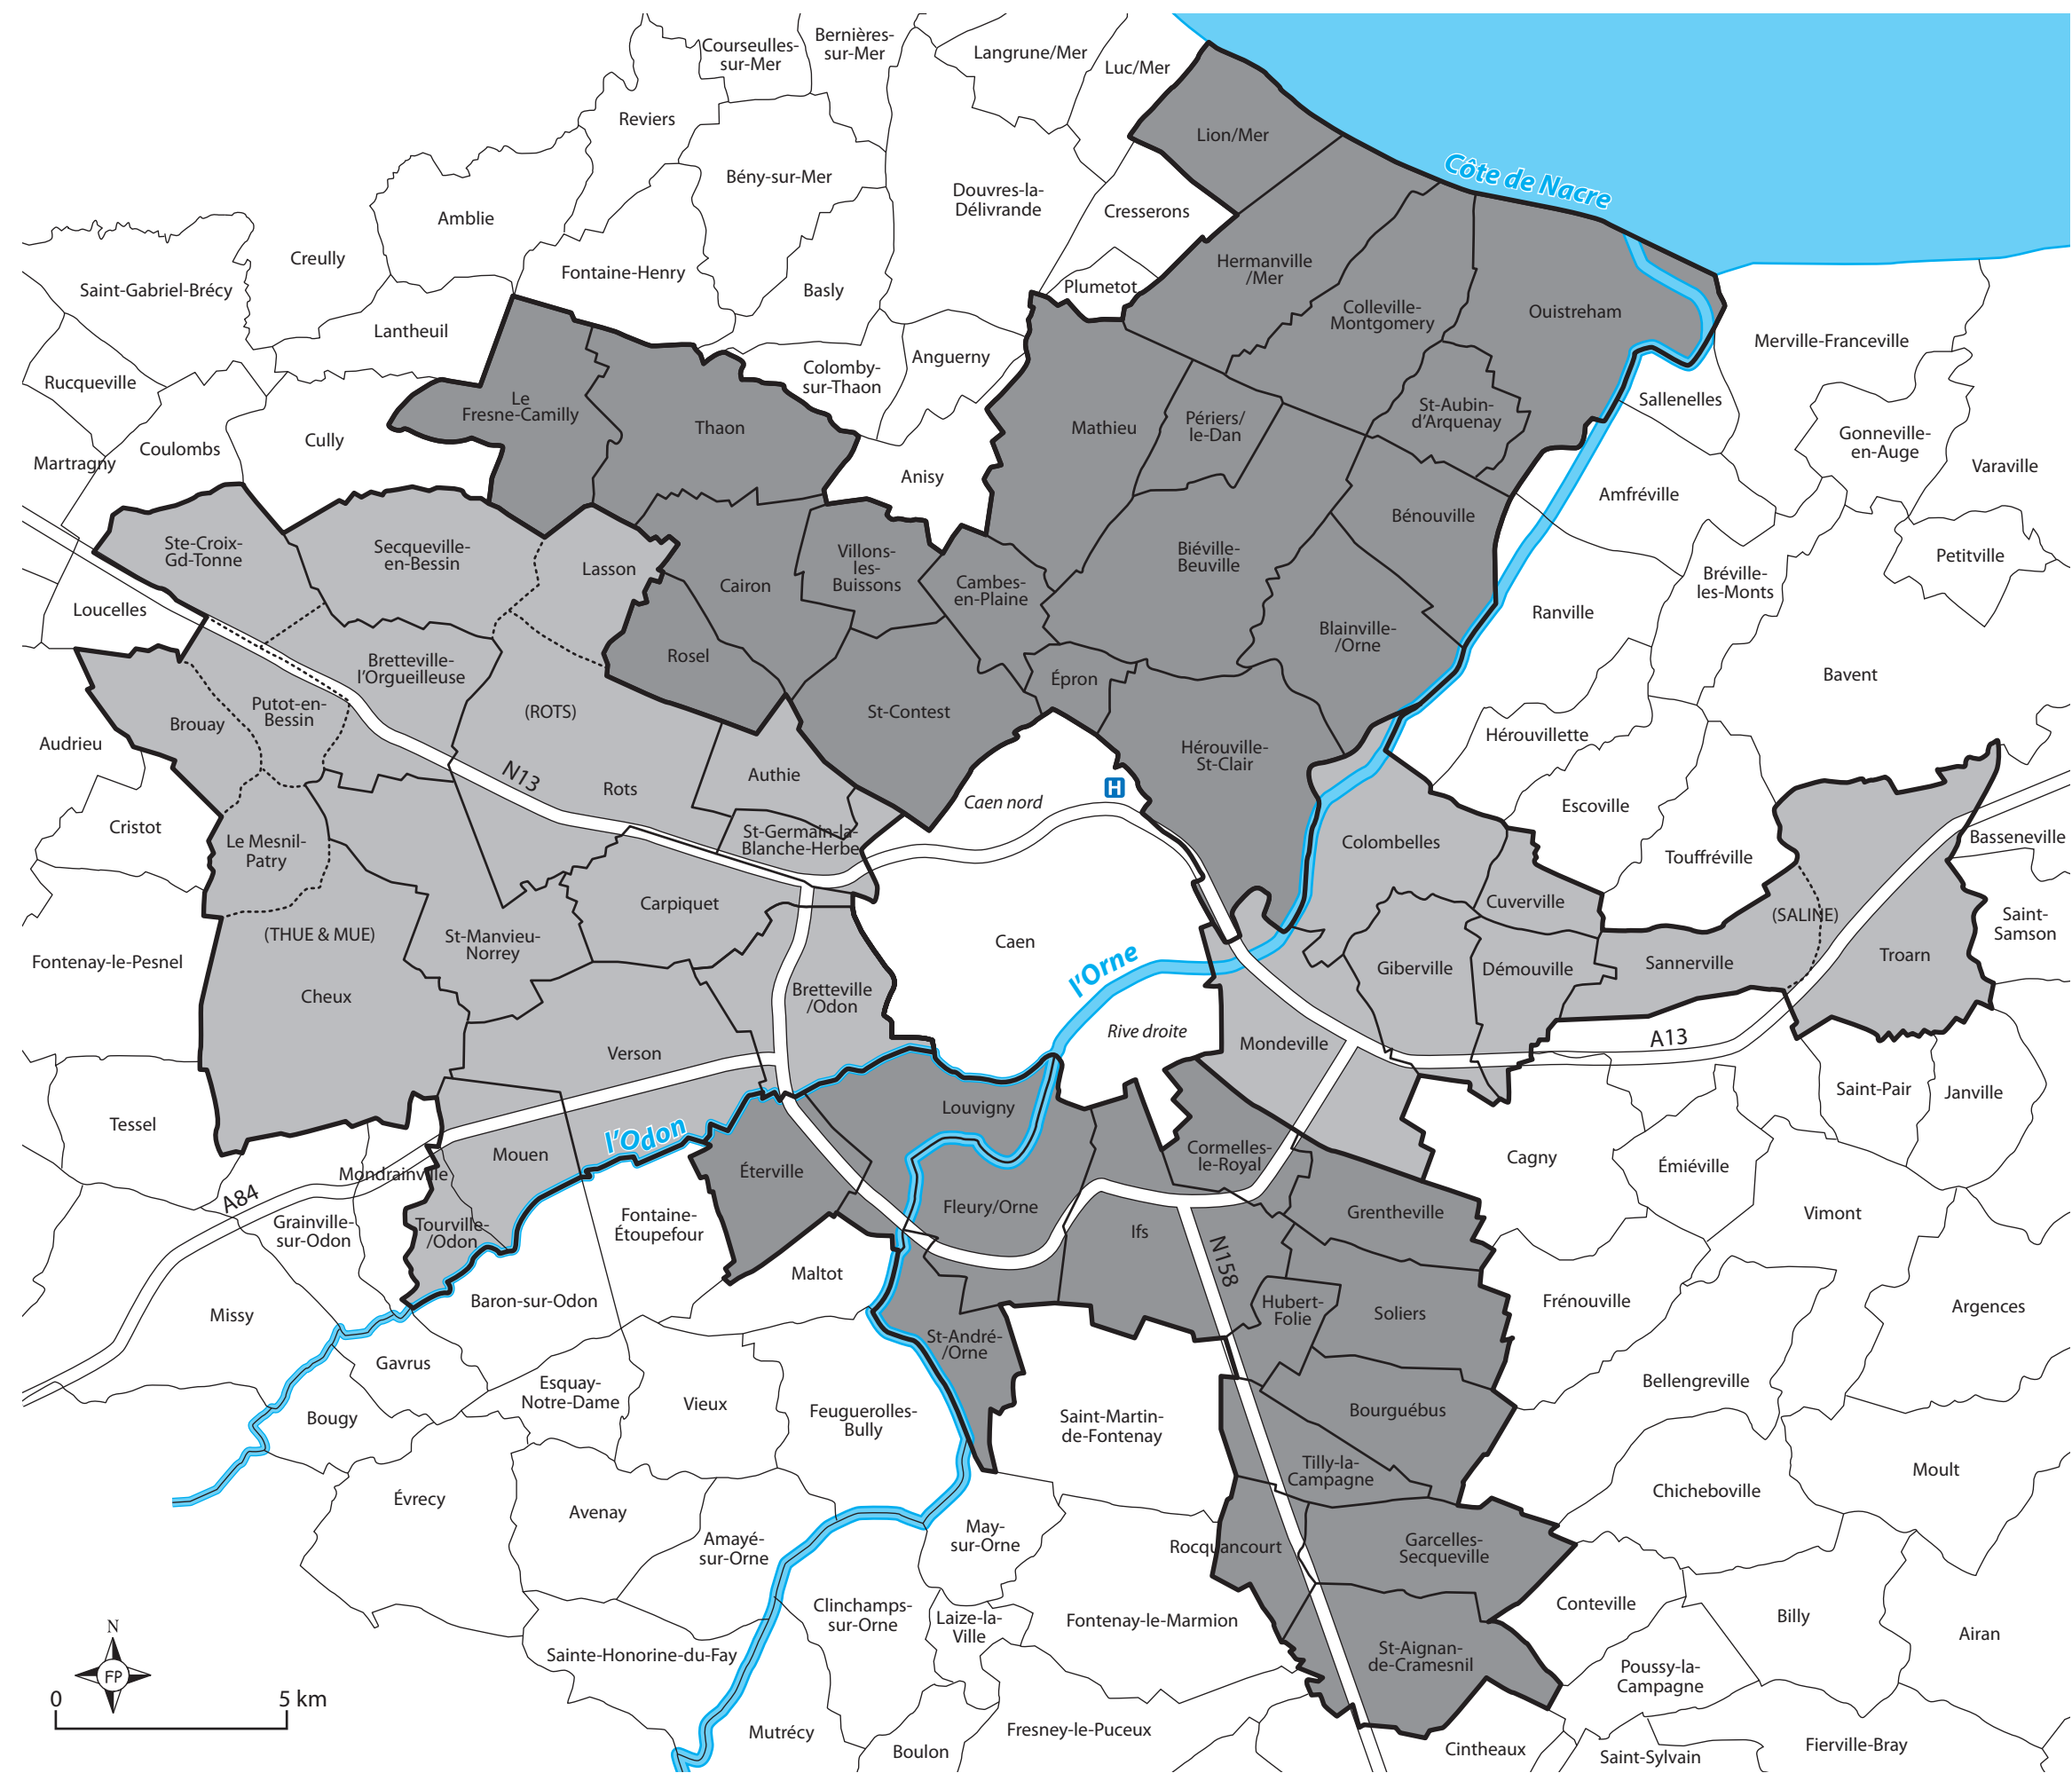 Courseulles-
sur-Mer
Bernières-
sur-Mer
Langrune/Mer
Luc/Mer
Reviers
Lion/Mer
Côte de Nacre
Bény-sur-Mer
Douvres-la-
Délivrande
Cresserons
Amblie
Creully
Fontaine-Henry
Saint-Gabriel-Brécy
Basly
Plumetot
Hermanville
/Mer
Colleville-
Montgomery
Ouistreham
Lantheuil
Merville-Franceville
Rucqueville
Colomby-
sur-Thaon
Anguerny
Le
Fresne-Camilly
Thaon
Mathieu
Périers/
le-Dan
St-Aubin-
d'Arquenay
Sallenelles
Gonneville-
en-Auge
Varaville
Cully
Coulombs
Martragny
Anisy
Amfréville
Bénouville
Ste-Croix-
Gd-Tonne
Secqueville-
en-Bessin
Lasson
Cairon
Villons-
les-
Buissons
Cambes-
en-Plaine
Biéville-
Beuville
Petitville
Bréville-
les-Monts
Loucelles
Ranville
Blainville-
/Orne
Bretteville-
l'Orgueilleuse
Rosel
Épron
Bavent
Brouay
Putot-en-
Bessin
(ROTS)
St-Contest
Hérouvillette
Audrieu
Hérouville-
St-Clair
N13
Rots
Authie
H
Caen nord
Escoville
Cristot
Le Mesnil-
Patry
St-Germain-la-
Blanche-Herbe
Colombelles
Touffréville
Basseneville
Carpiquet
Cuverville
(SALINE)
Saint-
Samson
(THUE & MUE)
St-Manvieu-
Norrey
Caen
Fontenay-le-Pesnel
l'Orne
Giberville
Démouville
Sannerville
Troarn
Cheux
Bretteville
/Odon
Rive droite
Mondeville
A13
Verson
Saint-Pair
Janville
Tessel
Louvigny
l'Odon
Mouen
Cormelles-
le-Royal
Cagny
Émiéville
Mondrainville
Éterville
A84
Grainville-
sur-Odon
Tourville-
/Odon
Fontaine-
Étoupefour
Fleury/Orne
Ifs
Grentheville
Vimont
N158
Maltot
Missy
Baron-sur-Odon
Hubert-
Folie
Soliers
Frénouville
Argences
St-André-
/Orne
Gavrus
Esquay-
Notre-Dame
Vieux
Bellengreville
Bougy
Feuguerolles-
Bully
Saint-Martin-
de-Fontenay
Bourguébus
Tilly-la-
Campagne
Moult
Évrecy
Avenay
Chicheboville
Amayé-
sur-Orne
May-
sur-Orne
Rocquancourt
Garcelles-
Secqueville
Clinchamps-
sur-Orne
Laize-la-
Ville
Fontenay-le-Marmion
Conteville
Billy
Airan
Sainte-Honorine-du-Fay
St-Aignan-
de-Cramesnil
Poussy-la-
Campagne
N
FP
0 5 km
Mutrécy
Boulon
Fresney-le-Puceux
Cintheaux
Saint-Sylvain
Fierville-Bray